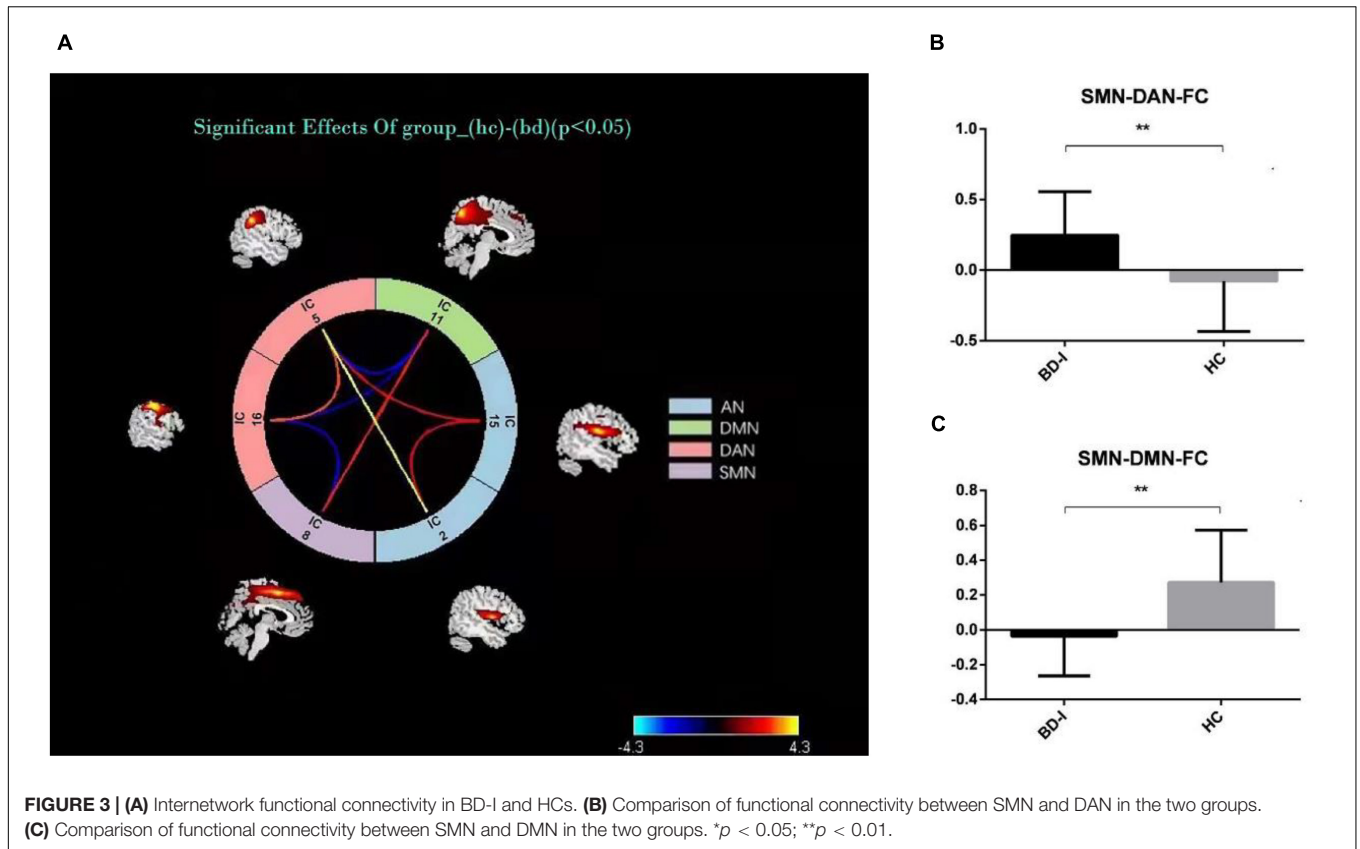 A
Significant Effects Of group_(hc)-(bd)(p<0.05)
IC
5
IC
11
IC
16
IC
15
IC
8
IC
2
AN
DMN
DAN
SMN
-4.3
4.3
B
SMN-DAN-FC
**
1.0
0.5
0.0
-0.5
BD-I
HC
C
SMN-DMN-FC
**
0.8
0.6
0.4
0.2
0.0
-0.2
-0.4
BD-I
HC
FIGURE 3 | (A) Internetwork functional connectivity in BD-I and HCs. (B) Comparison of functional connectivity between SMN and DAN in the two groups.
(C) Comparison of functional connectivity between SMN and DMN in the two groups. *p < 0.05; **p < 0.01.